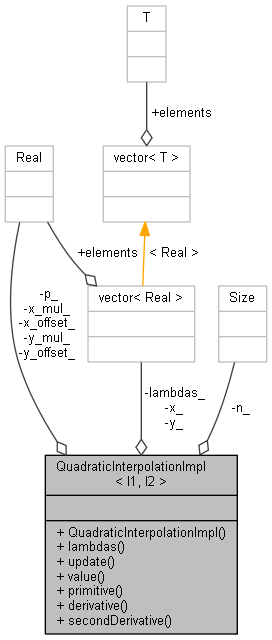 T
+elements
Real
vector< T >
+elements
< Real >
-p_
-x_mul_
-x_offset_
-y_mul_
-y_offset_
vector< Real >
Size
-lambdas_
-x_
-y_
-n_
QuadraticInterpolationImpl
< I1, I2 >
+ QuadraticInterpolationImpl()
+ lambdas()
+ update()
+ value()
+ primitive()
+ derivative()
+ secondDerivative()